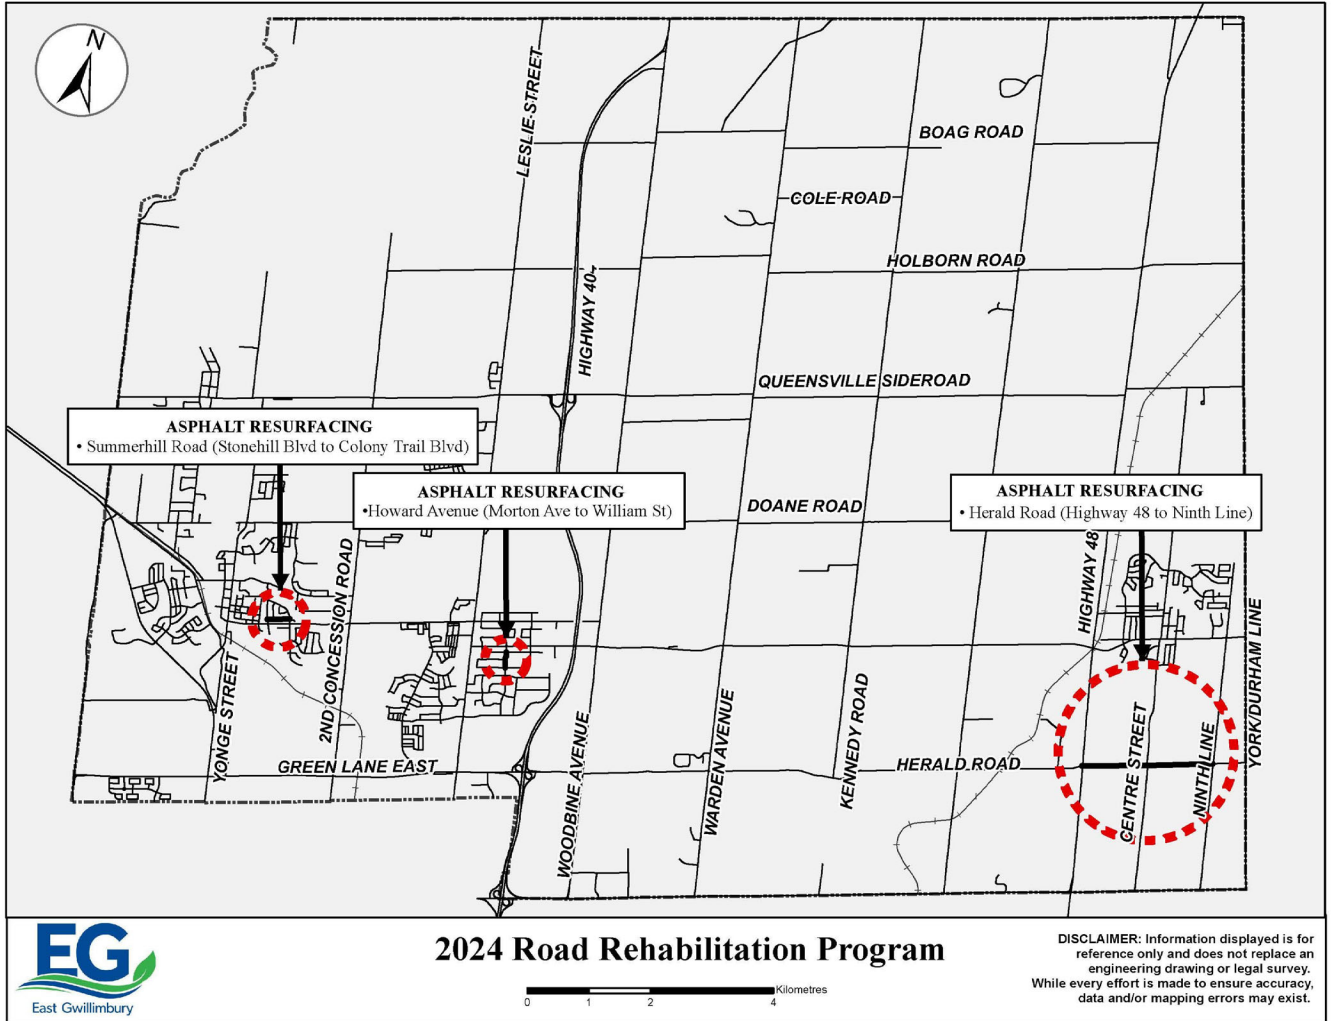 N
LESLIE STREET
BOAG ROAD
COLE ROAD
HOLBORN ROAD
HIGHWAY 40
QUEENSVILLE SIDEROAD
ASPHALT RESURFACING
• Summerhill Road (Stonehill Blvd to Colony Trail Blvd)
ASPHALT RESURFACING
•Howard Avenue (Morton Ave to William St)
ASPHALT RESURFACING
• Herald Road (Highway 48 to Ninth Line)
DOANE ROAD
HIGHWAY 48
2ND CONCESSION ROAD
YONGE STREET
GREEN LANE EAST
WOODBINE AVENUE
WARDEN AVENUE
KENNEDY ROAD
HERALD ROAD
CENTRE STREET
NINTH LINE
YORK/DURHAM LINE
EG
East Gwillimbury
2024 Road Rehabilitation Program
Kilometres
0 1 2 4
DISCLAIMER: Information displayed is for
reference only and does not replace an
engineering drawing or legal survey.
While every effort is made to ensure accuracy,
data and/or mapping errors may exist.